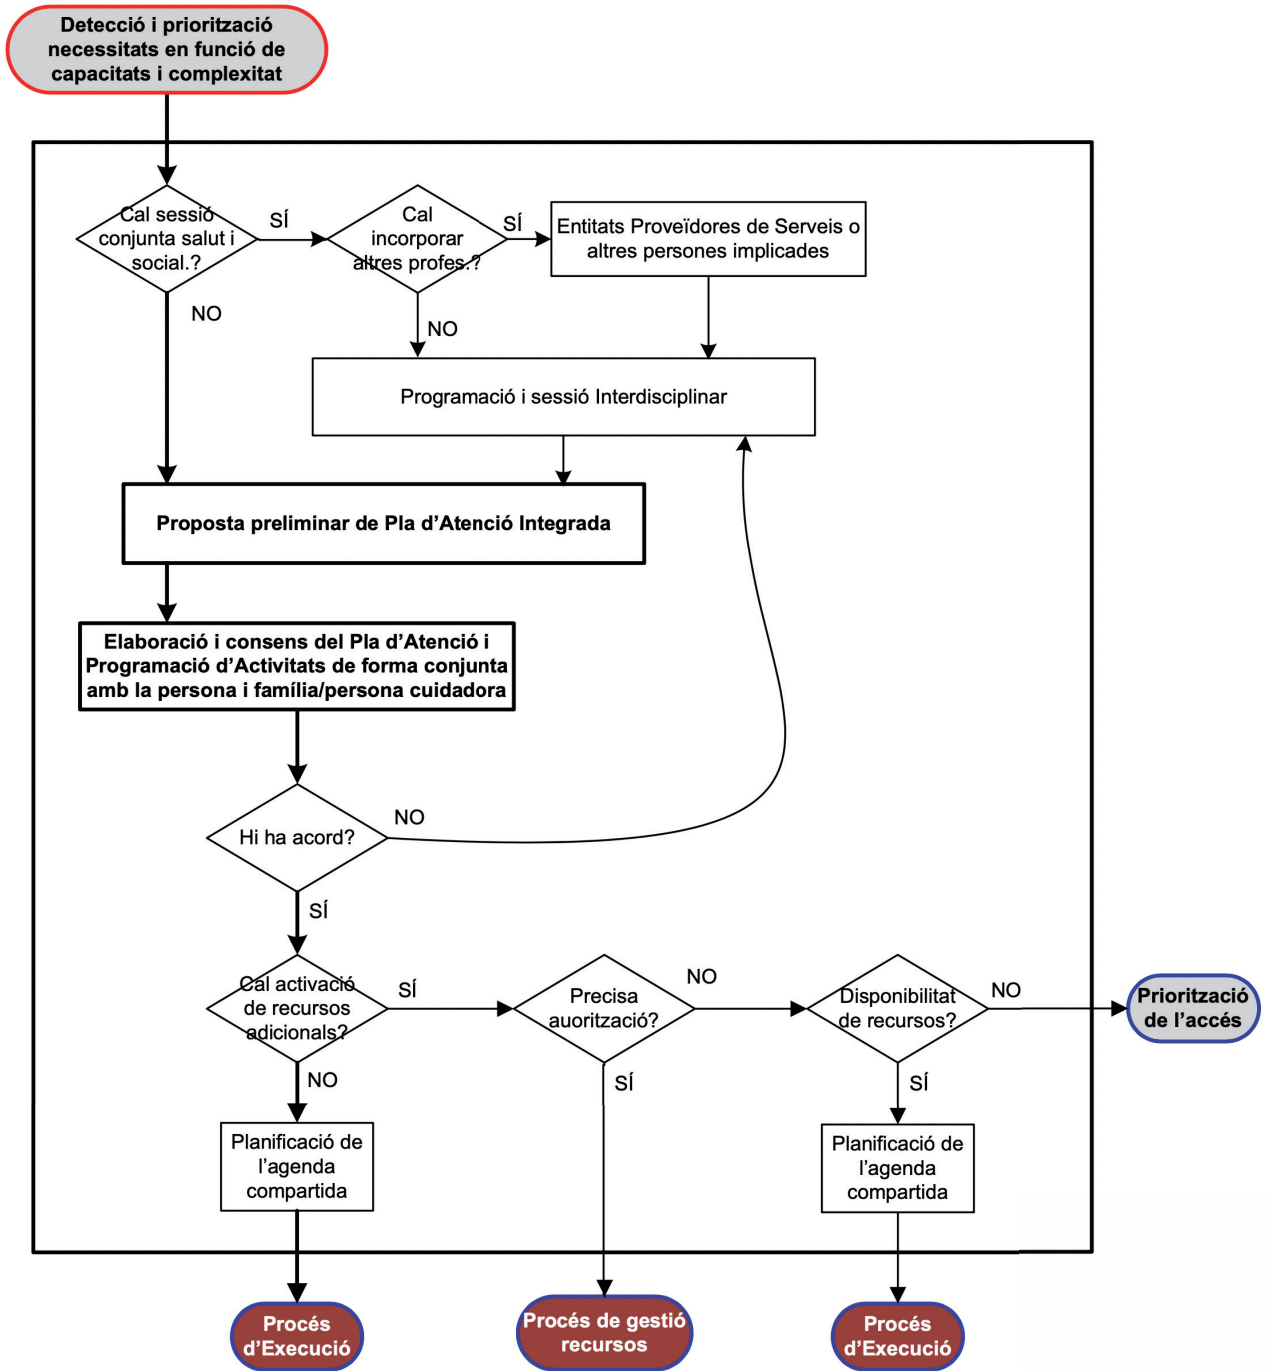 Detecció i priorització
necessitats en funció de
capacitats i complexitat
Cal sessió
conjunta salut i
social.?
SÍ
Cal
incorporar
altres profes.?
SÍ
Entitats Proveïdores de Serveis o
altres persones implicades
NO
NO
Programació i sessió Interdisciplinar
Proposta preliminar de Pla d’Atenció Integrada
Elaboració i consens del Pla d’Atenció i
Programació d’Activitats de forma conjunta
amb la persona i família/persona cuidadora
Hi ha acord?
NO
SÍ
Cal activació
de recursos
adicionals?
SÍ
Precisa
auorització?
NO
Disponibilitat
de recursos?
NO
Priorització
de l’accés
NO
SÍ
SÍ
Planificació de
l’agenda
compartida
Planificació de
l’agenda
compartida
Procés
d’Execució
Procés de gestió
recursos
Procés
d’Execució